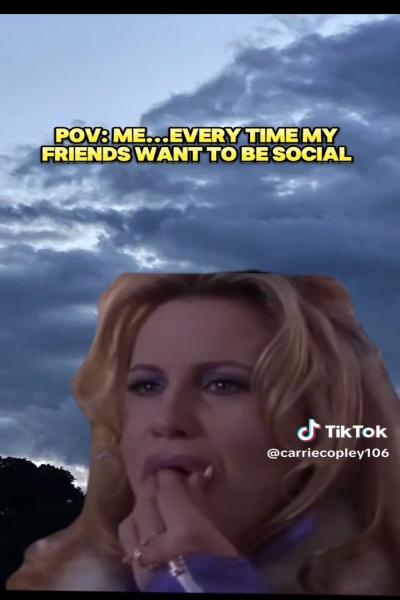 POV: ME...EVERY TIME MY
FRIENDS WANT TO BE SOCIAL
TikTok
@carriecopley106